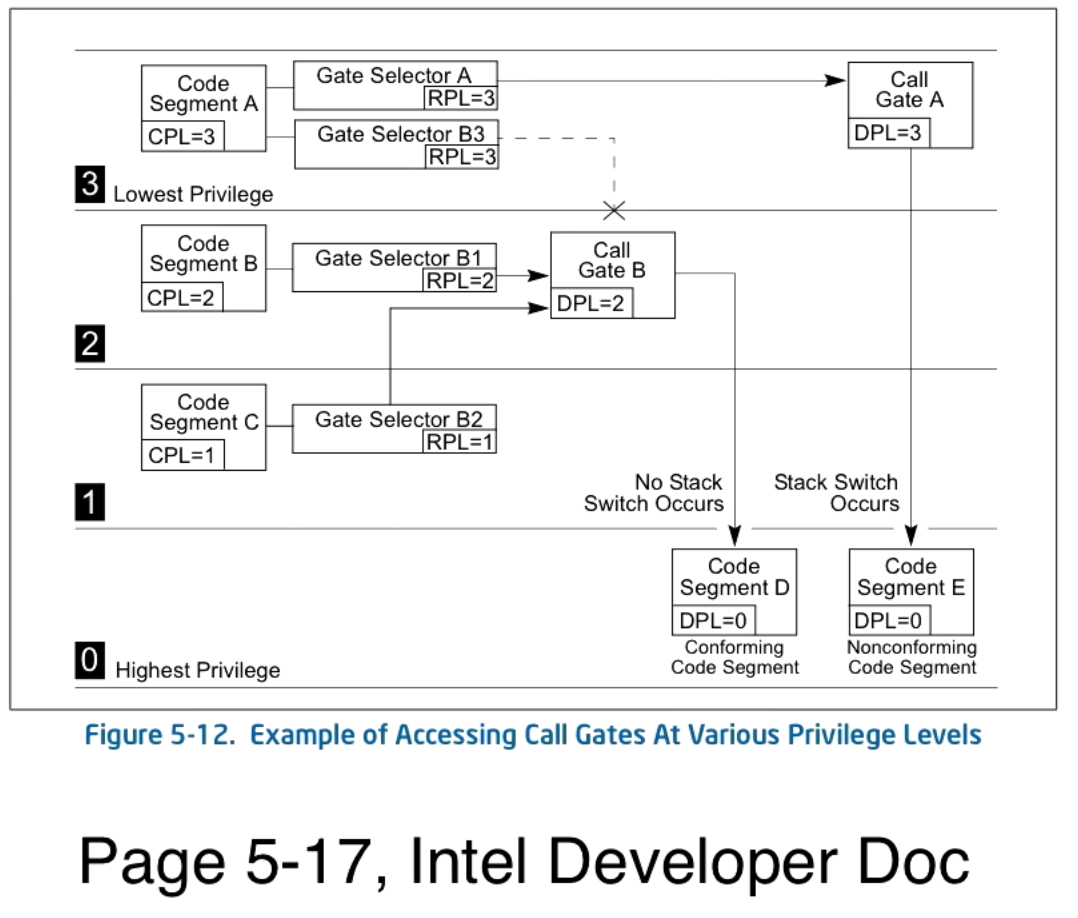 Code
Segment A
CPL=3
Gate Selector A
RPL=3
Gate Selector B3
RPL=3
Call
Gate A
DPL=3
3 Lowest Privilege
Code
Segment B
CPL=2
Gate Selector B1
RPL=2
Call
Gate B
DPL=2
2
Code
Segment C
CPL=1
Gate Selector B2
RPL=1
1
No Stack
Switch Occurs
Stack Switch
Occurs
Code
Segment D
DPL=0
Conforming
Code Segment
Code
Segment E
DPL=0
Nonconforming
Code Segment
0 Highest Privilege
Figure 5-12. Example of Accessing Call Gates At Various Privilege Levels
Page 5-17, Intel Developer Doc